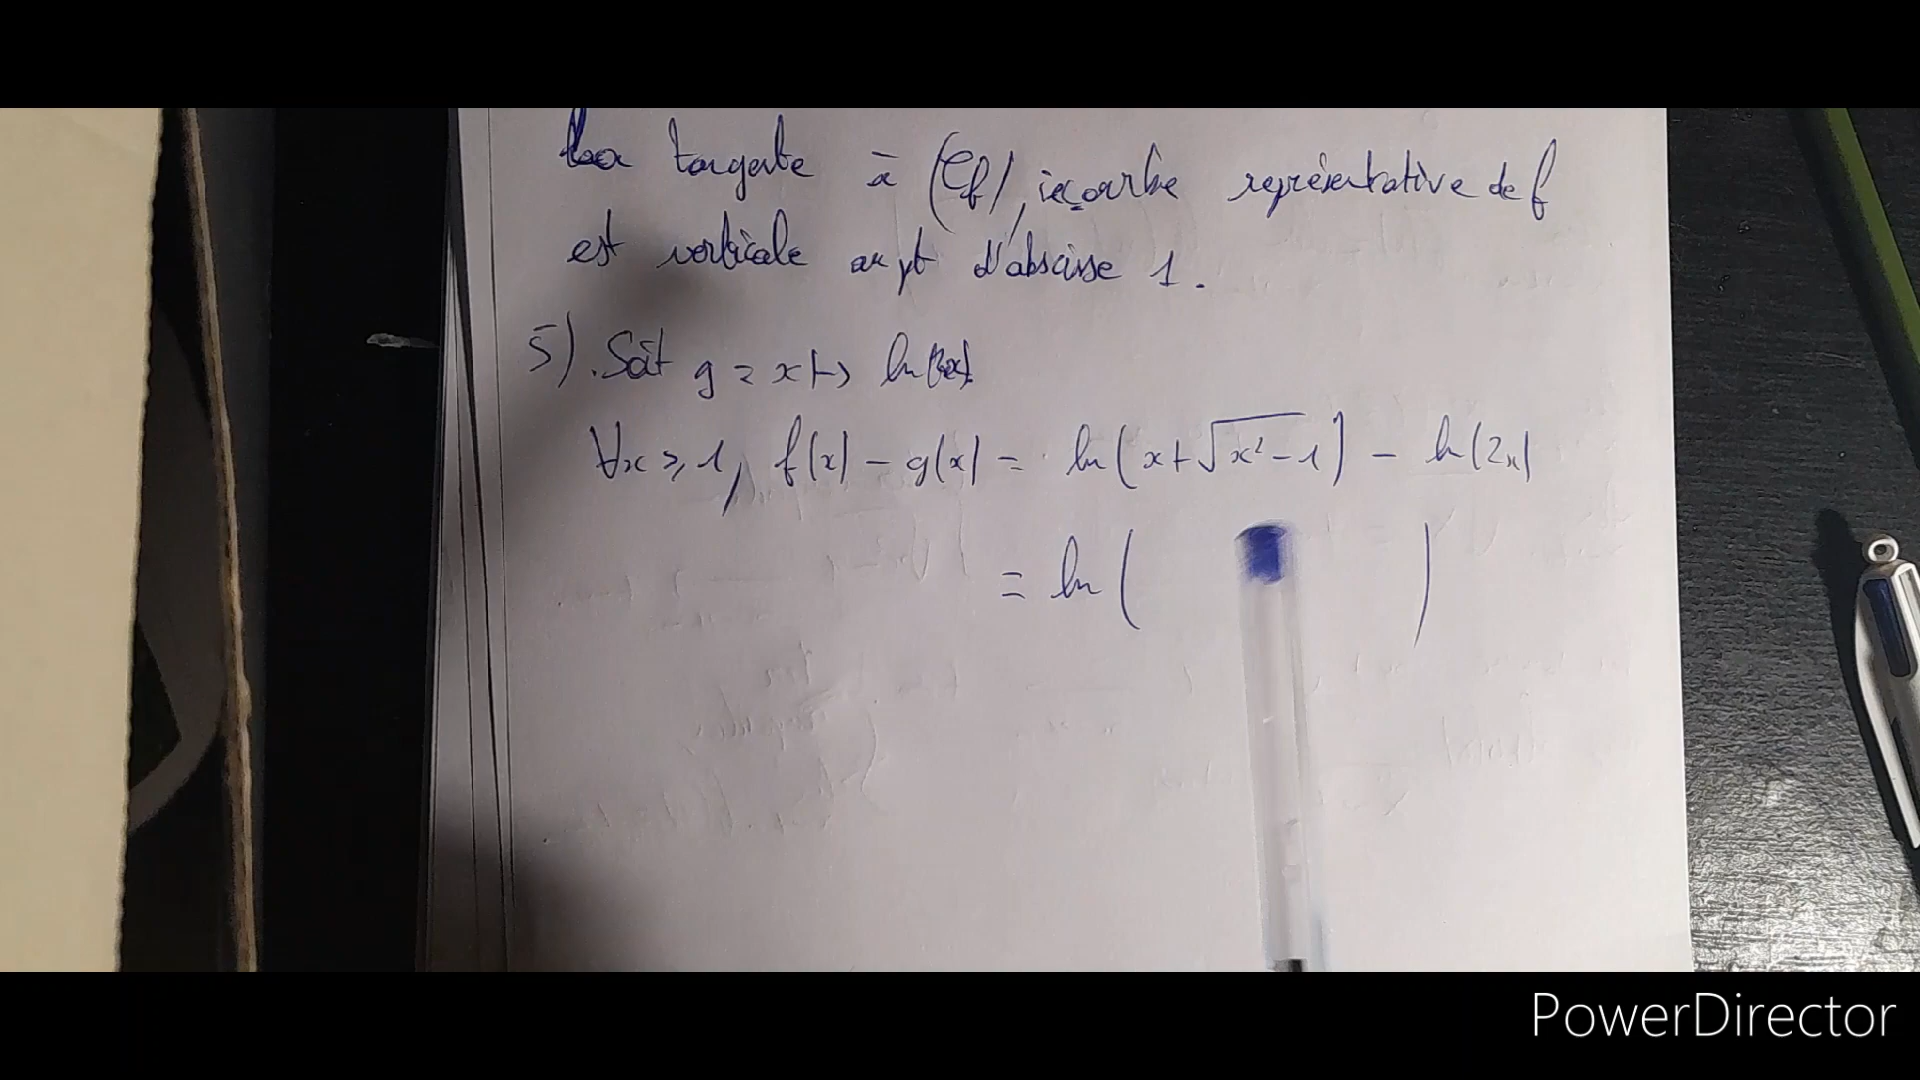 La tangente à (Cf), courbe représentative de f
est verticale au pt d'abscisse 1.
5). Soit g = x ↦ ln(2x)
∀x ≥ 1, f(x) - g(x) = ln(x + √(x² - 1)) - ln(2x)
= ln( )
PowerDirector